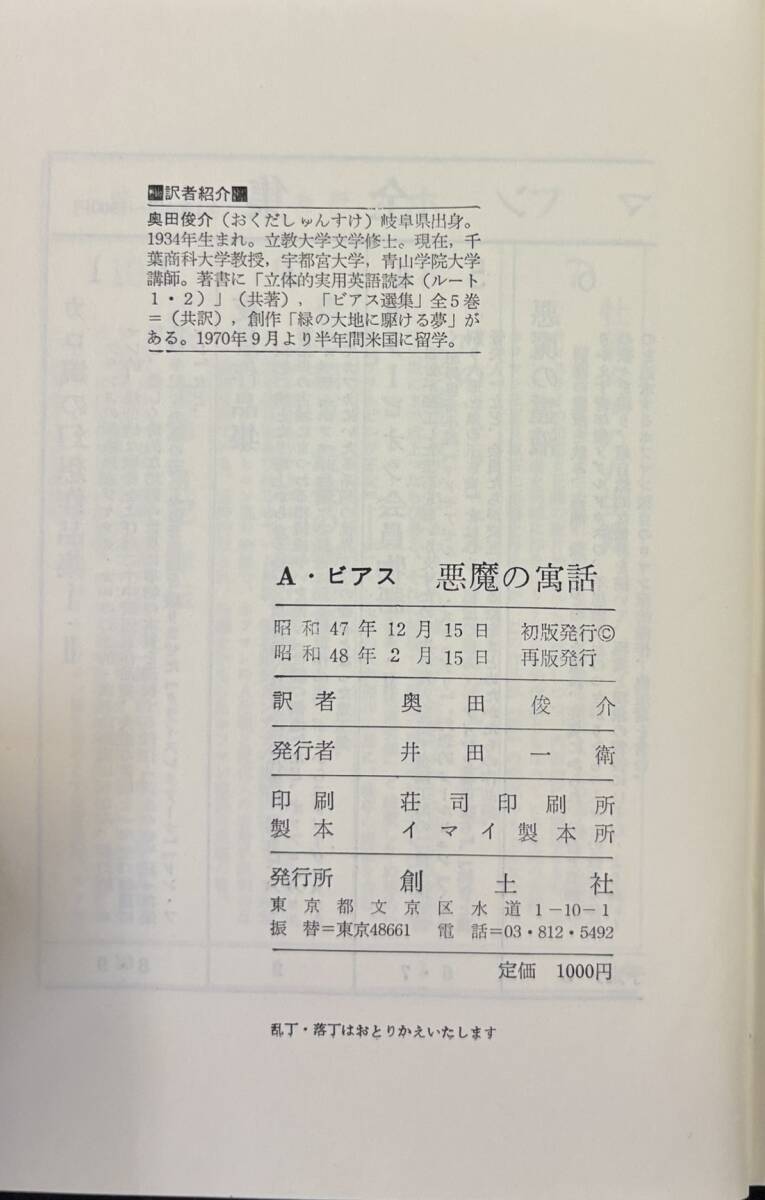 訳者紹介
奥田俊介（おくだしゅんすけ）岐阜県出身。
1934年生まれ。立教大学文学修士。現在，千
葉商科大学教授，宇都宮大学，青山学院大学
講師。著書に「立体的実用英語読本（ルート
１・２）」（共著），「ビアス選集」全５巻
＝（共訳），創作「緑の大地に駆ける夢」が
ある。1970年９月より半年間米国に留学。
A・ビアス　悪魔の寓話
昭和47年12月15日　初版発行©
昭和48年2月15日　再版発行
訳者　奥田俊介
発行者　井田一衛
印刷　荘司印刷所
製本　イマイ製本所
発行所　創土社
東京都文京区水道1-10-1
振替＝東京48661　電話＝03・812・5492
定価　1000円
乱丁・落丁はおとりかえいたします